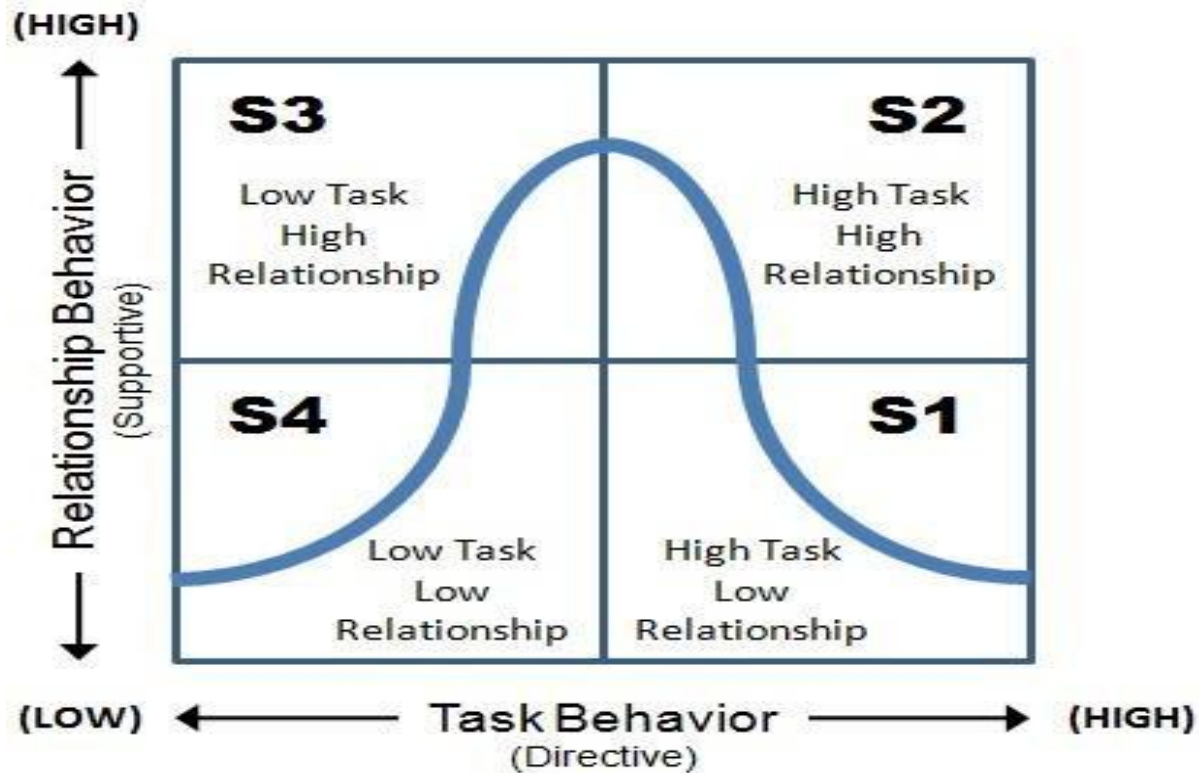 (HIGH)
Relationship Behavior
(Supportive)
S3
Low Task
High
Relationship
S2
High Task
High
Relationship
S4
Low Task
Low
Relationship
S1
High Task
Low
Relationship
(LOW)
Task Behavior
(Directive)
(HIGH)